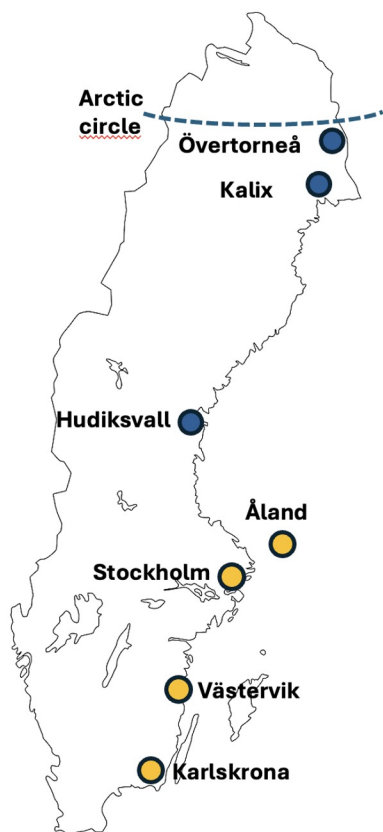 Arctic
circle
Övertorneå
Kalix
Hudiksvall
Åland
Stockholm
Västervik
Karlskrona